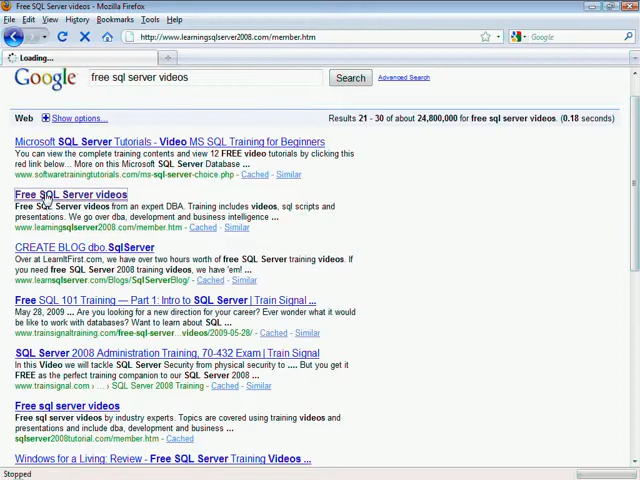 Free SQL Server videos - Mozilla Firefox
File Edit View History Bookmarks Tools Help
http://www.learningsqlserver2008.com/member.htm
Google
Loading...
Google free sql server videos Search Advanced Search
Web Show options... Results 21 - 30 of about 24,800,000 for free sql server videos. (0.18 seconds)
Microsoft SQL Server Tutorials - Video MS SQL Training for Beginners
You can view the complete training contents and view 12 FREE video tutorials by clicking this
red link below... More on this Microsoft SQL Server Database ...
www.softwaretrainingtutorials.com/ms-sql-server-choice.php - Cached - Similar
Free SQL Server videos
Free SQL Server videos from an expert DBA. Training includes videos, sql scripts and
presentations. We go over dba, development and business intelligence ...
www.learningsqlserver2008.com/member.htm - Cached - Similar
CREATE BLOG dbo.SqlServer
Over at LearnItFirst.com, we have over two hours worth of free SQL Server training videos. If
you need free SQL Server 2008 training videos, we have 'em! ...
www.learnsqlserver.com/Blogs/SqlServerBlog/ - Cached - Similar
Free SQL 101 Training — Part 1: Intro to SQL Server | Train Signal ...
May 28, 2009 ... Are you looking for a new direction for your career? Ever wonder what it would
be like to work with databases? Want to learn about SQL ...
www.trainsignaltraining.com/free-sql-server...videos/2009-05-28/ - Cached - Similar
SQL Server 2008 Administration Training, 70-432 Exam | Train Signal
In this Video we will tackle SQL Server Security from physical security to .... But you get it
FREE as the perfect training companion to our SQL Server 2008 ...
www.trainsignal.com › ... › SQL Server 2008 Training - Cached - Similar
Free sql server videos
Free sql server videos by industry experts. Topics are covered using training videos and
presentations and include dba, development and business ...
sqlserver2008tutorial.com/member.htm - Cached
Windows for a Living: Review - Free SQL Server Training Videos ...
Stopped